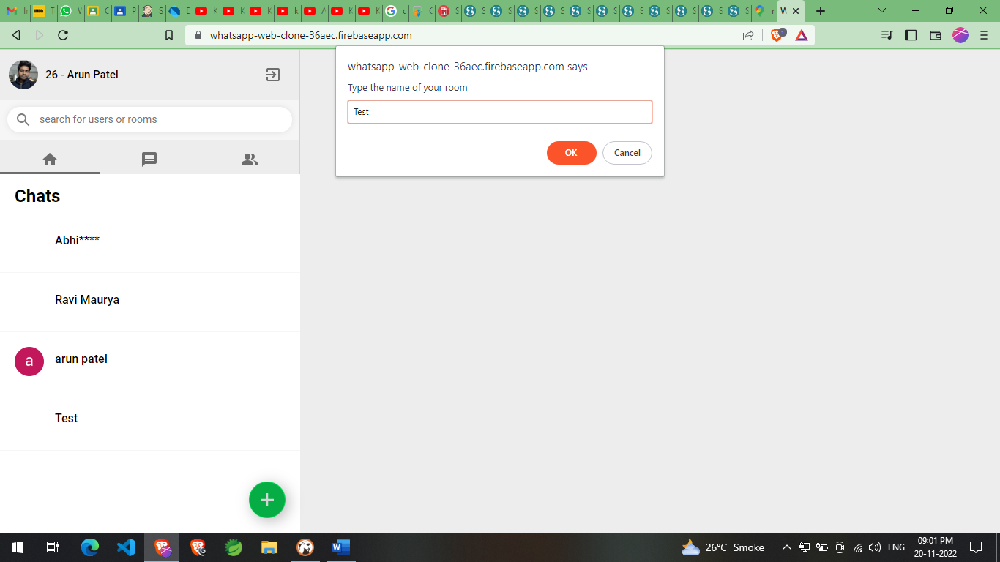 whatsapp-web-clone-36aec.firebaseapp.com
1
26 - Arun Patel
search for users or rooms
whatsapp-web-clone-36aec.firebaseapp.com says
Type the name of your room
Test
OK
Cancel
Chats
Abhi****
Ravi Maurya
a
arun patel
Test
26°C Smoke
ENG
09:01 PM
20-11-2022